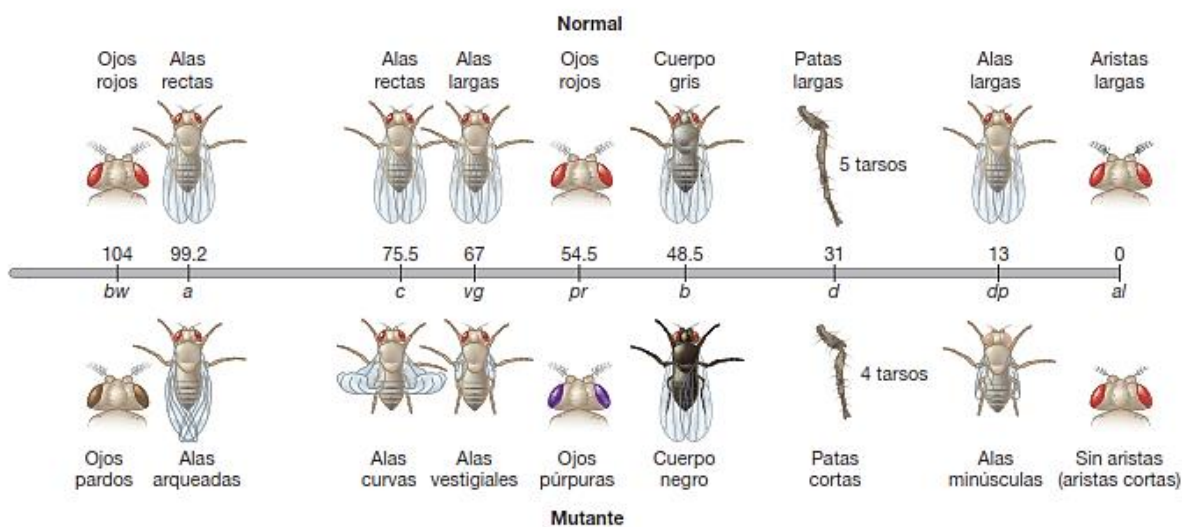 Normal
Ojos rojos
Alas rectas
Alas rectas
Alas largas
Ojos rojos
Cuerpo gris
Patas largas
Alas largas
Aristas largas
5 tarsos
104 99.2 75.5 67 54.5 48.5 31 13 0
bw a c vg pr b d dp al
4 tarsos
Ojos pardos
Alas arqueadas
Alas curvas
Alas vestigiales
Ojos púrpuras
Cuerpo negro
Patas cortas
Alas minúsculas
Sin aristas (aristas cortas)
Mutante